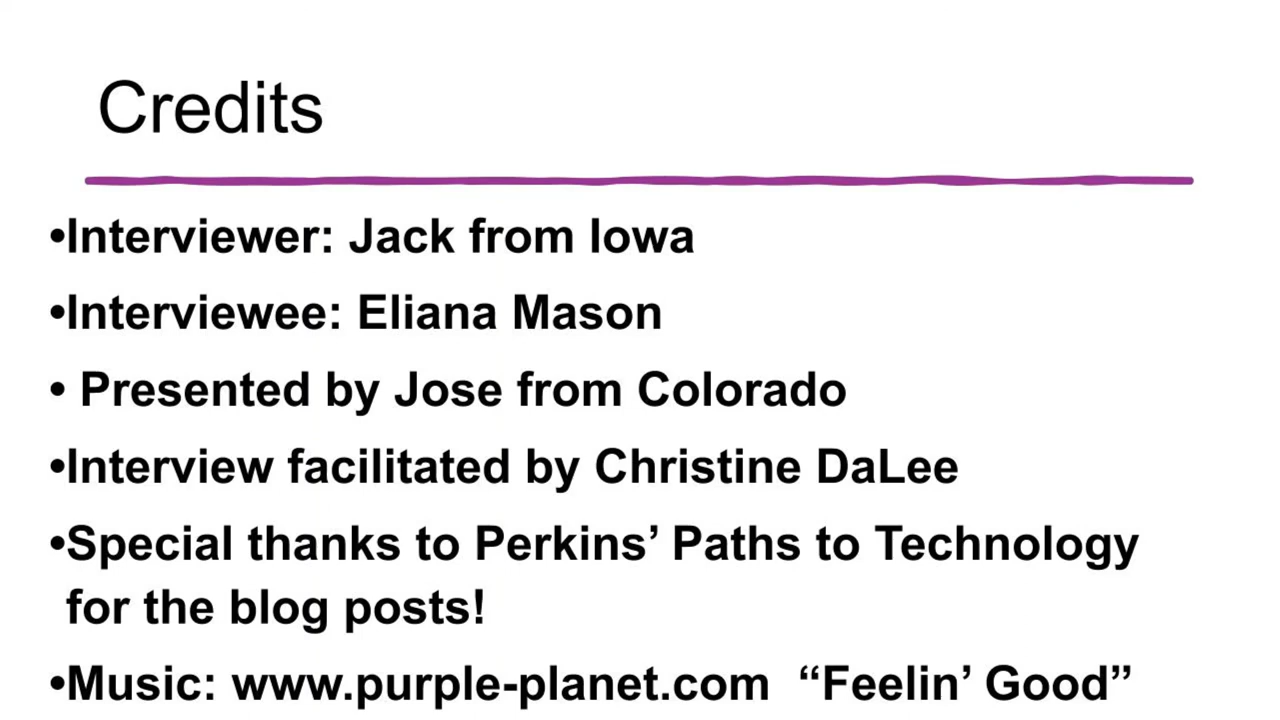 Credits
•Interviewer: Jack from Iowa
•Interviewee: Eliana Mason
• Presented by Jose from Colorado
•Interview facilitated by Christine DaLee
•Special thanks to Perkins’ Paths to Technology
for the blog posts!
•Music: www.purple-planet.com “Feelin’ Good”